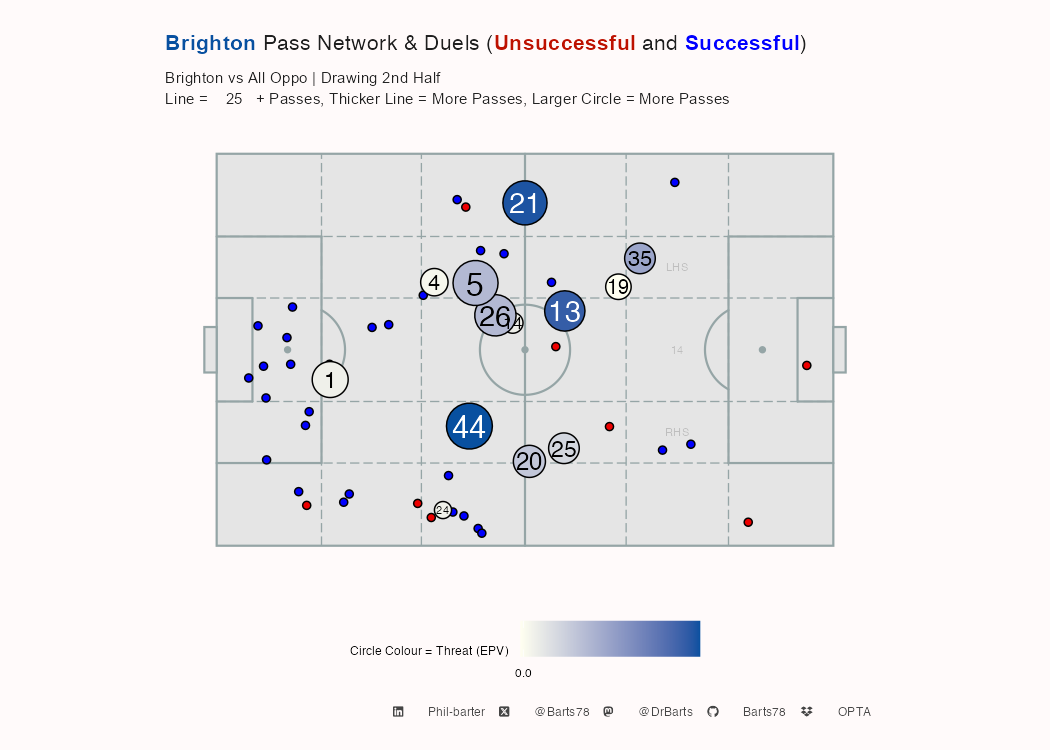 Brighton Pass Network & Duels (Unsuccessful and Successful)
Brighton vs All Oppo | Drawing 2nd Half
Line = 25 + Passes, Thicker Line = More Passes, Larger Circle = More Passes
21
35
LHS
4
5
19
13
26
14
14
1
44
RHS
25
20
24
Circle Colour = Threat (EPV)
0.0
Phil-barter @Barts78 @DrBarts Barts78 OPTA